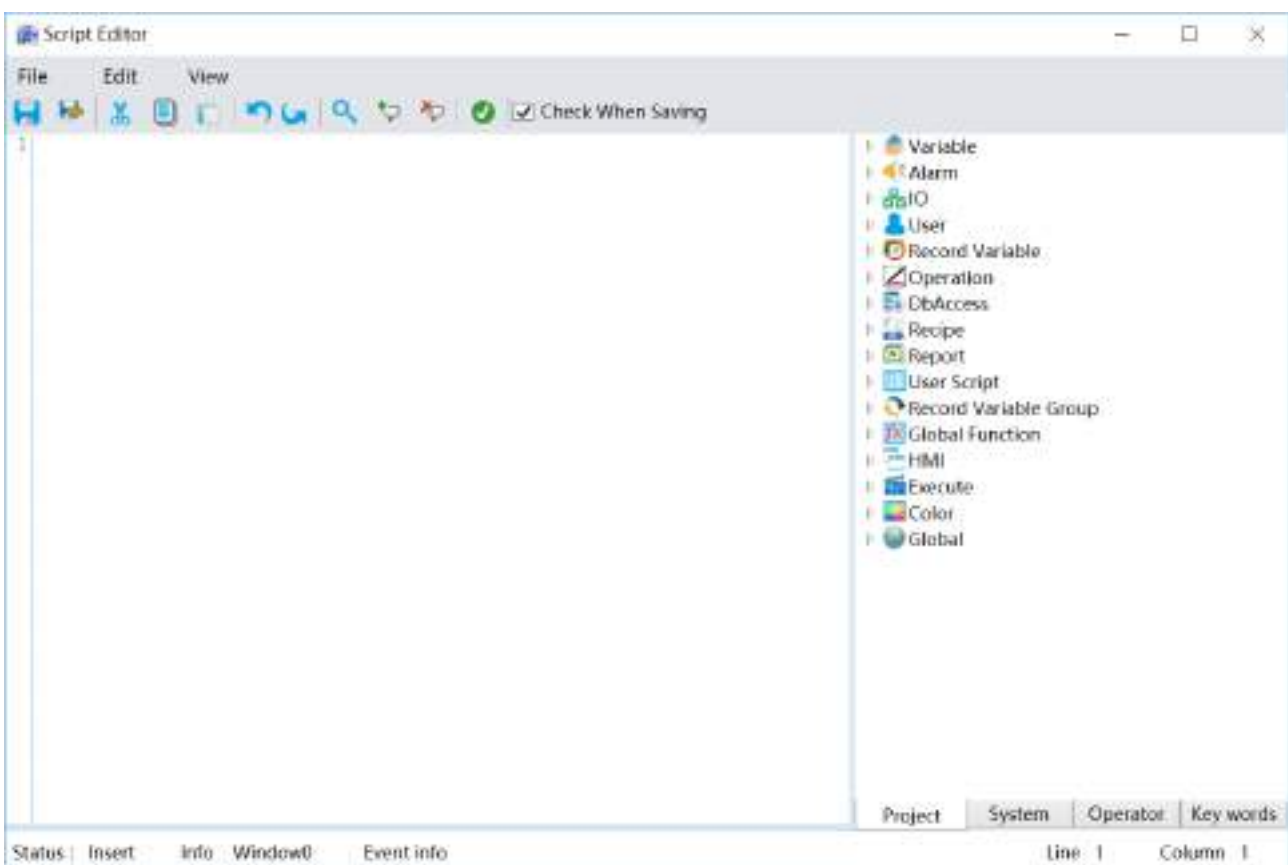 Script Editor
File Edit View
Check When Saving
1
Variable
Alarm
IO
User
Record Variable
Operation
DbAccess
Recipe
Report
User Script
Record Variable Group
Global Function
HMI
Execute
Color
Global
Project System Operator Key words
Status Insert Info Window0 Event info Line 1 Column 1